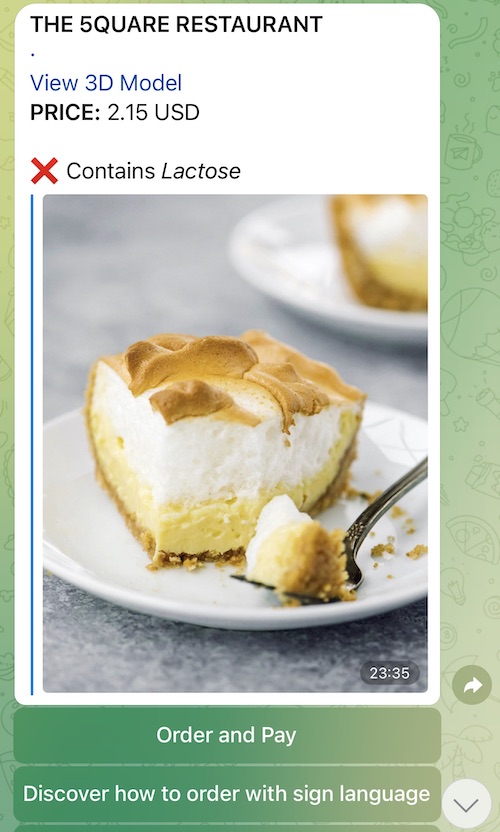 THE 5QUARE RESTAURANT
.
View 3D Model
PRICE: 2.15 USD
❌ Contains Lactose
23:35
Order and Pay
Discover how to order with sign language